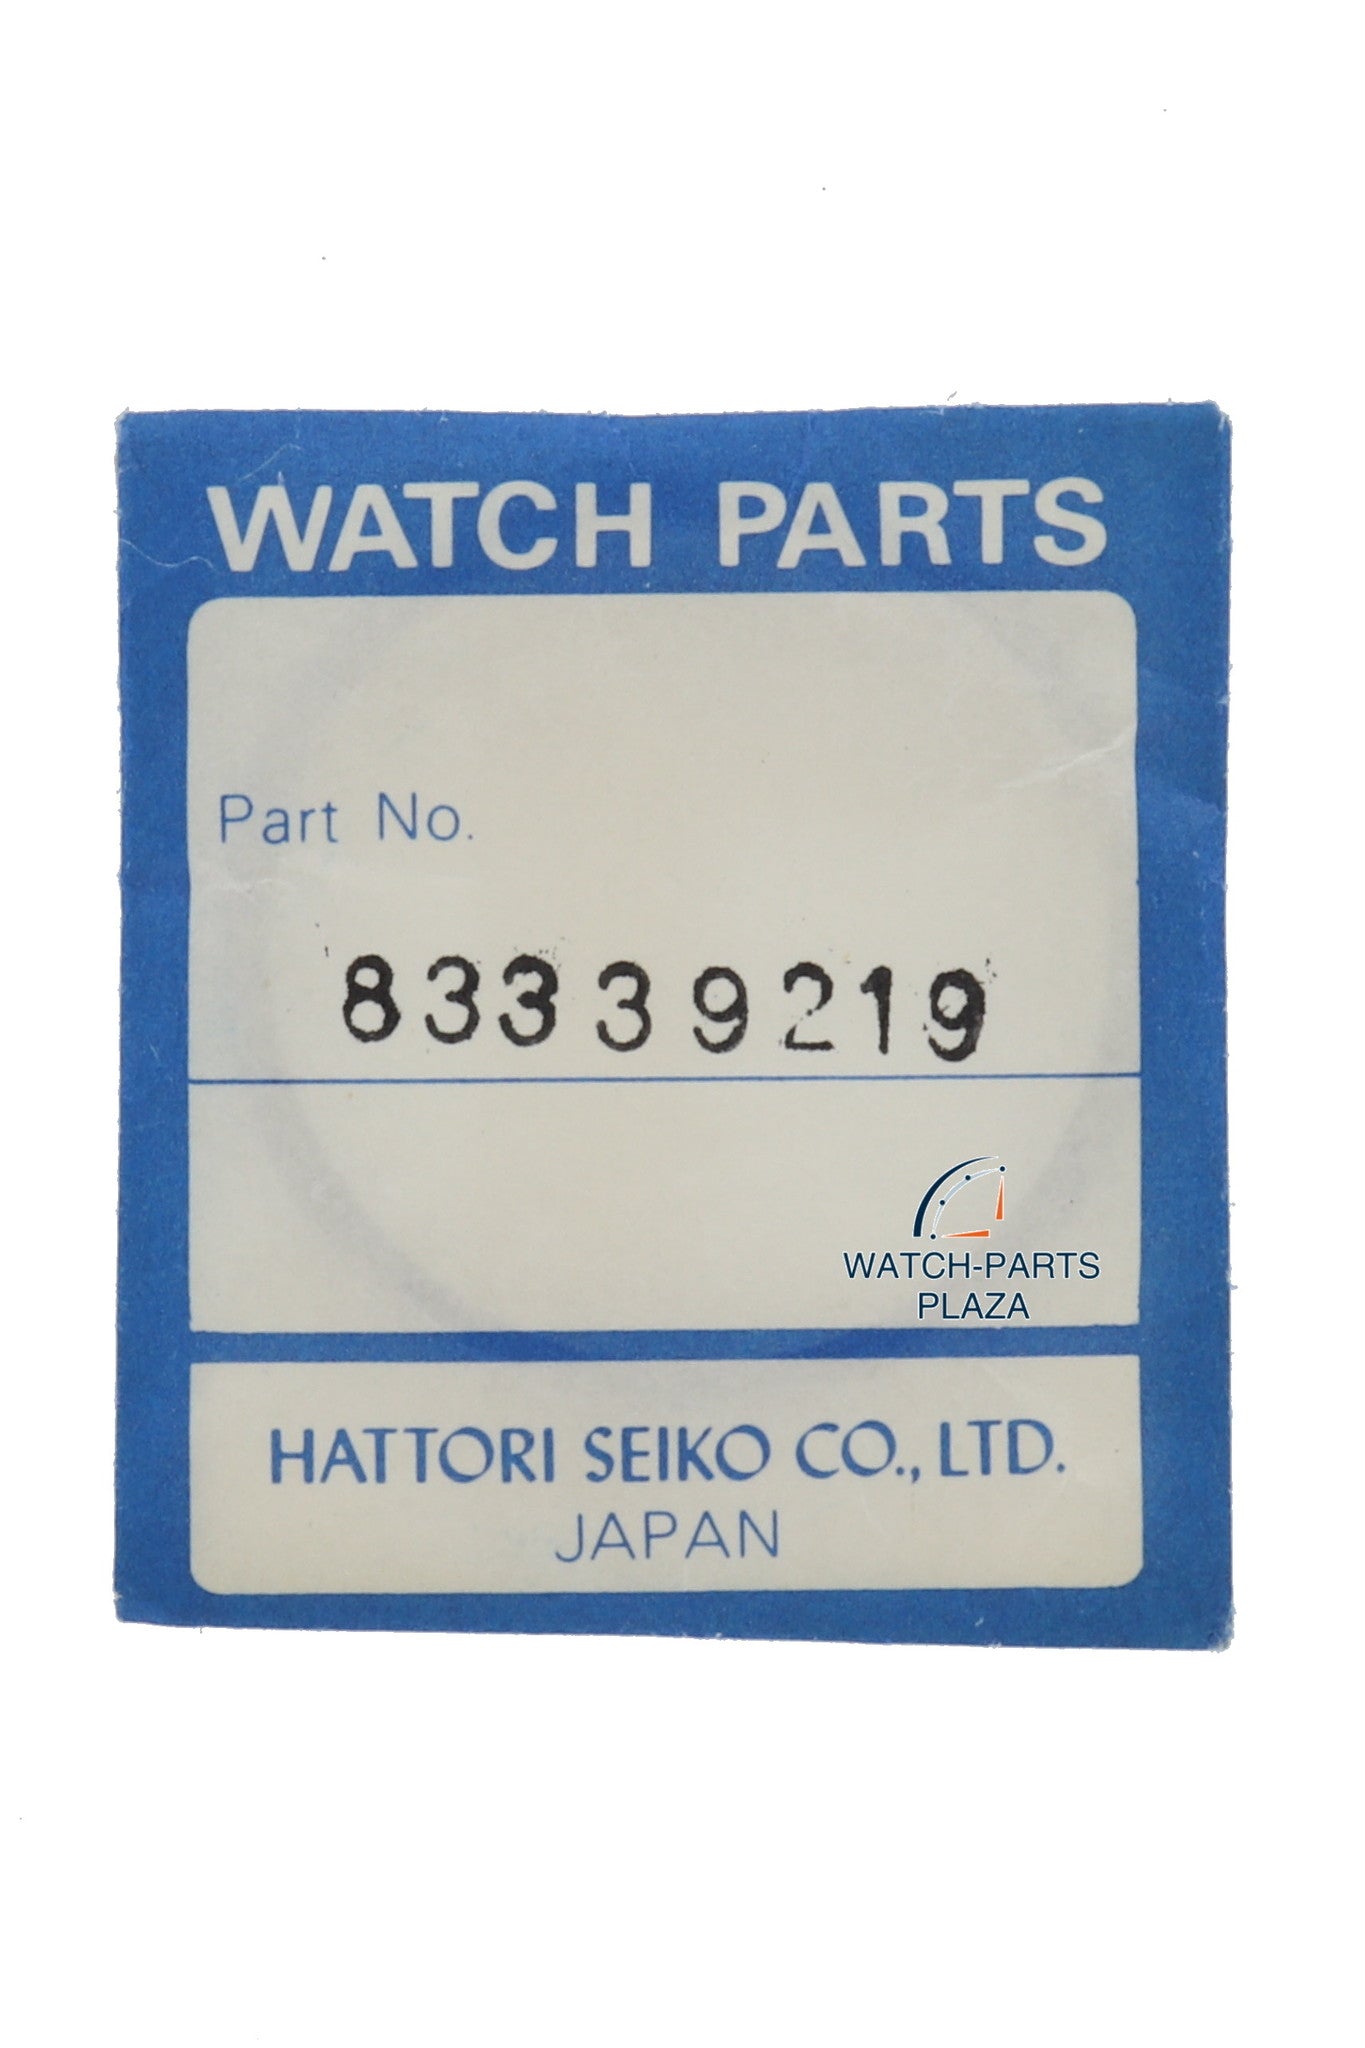 WATCH PARTS
Part No.
83339219
WATCH-PARTS
PLAZA
HATTORI SEIKO CO., LTD.
JAPAN